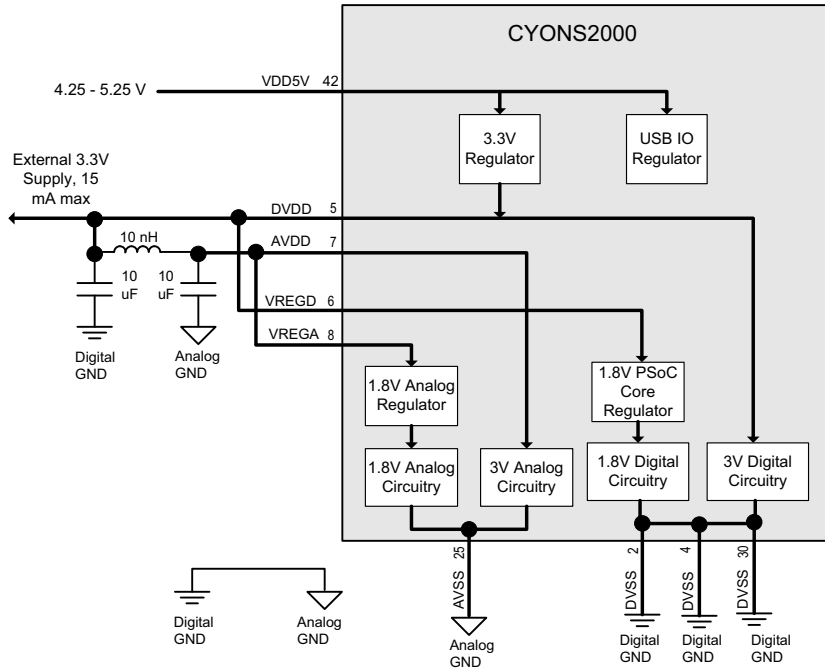 CYONS2000
4.25 - 5.25 V
VDD5V 42
3.3V
Regulator
USB IO
Regulator
External 3.3V
Supply, 15
mA max
DVDD 5
10 nH
AVDD 7
10
uF
10
uF
VREGD 6
VREGA 8
Digital
GND
Analog
GND
1.8V Analog
Regulator
1.8V PSoC
Core
Regulator
1.8V Analog
Circuitry
3V Analog
Circuitry
1.8V Digital
Circuitry
3V Digital
Circuitry
AVSS 25
DVSS 2
DVSS 4
DVSS 30
Digital
GND
Analog
GND
Analog
GND
Digital
GND
Digital
GND
Digital
GND